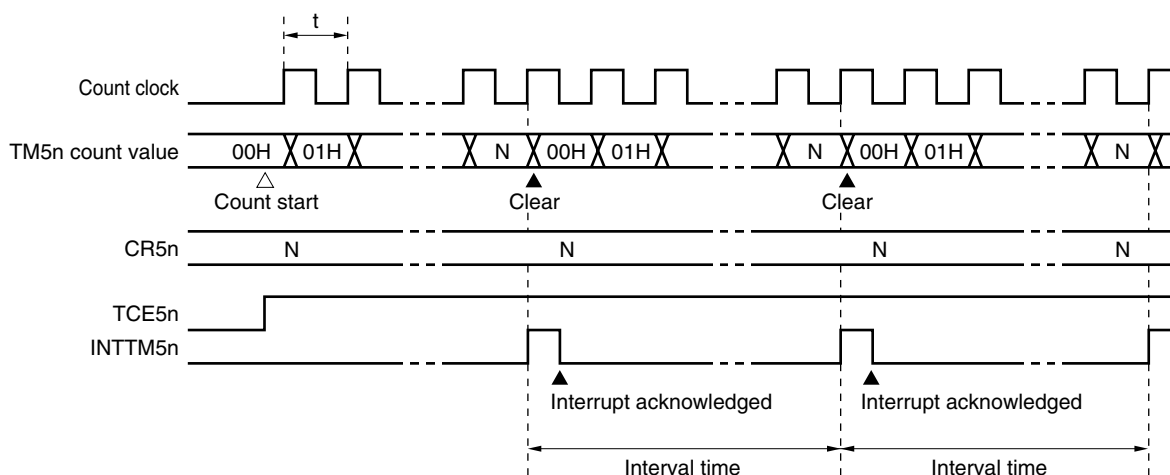 t
Count clock
TM5n count value 00H 01H N 00H 01H N 00H 01H N
Count start Clear Clear
CR5n N N N N
TCE5n
INTTM5n
Interrupt acknowledged Interrupt acknowledged
Interval time Interval time